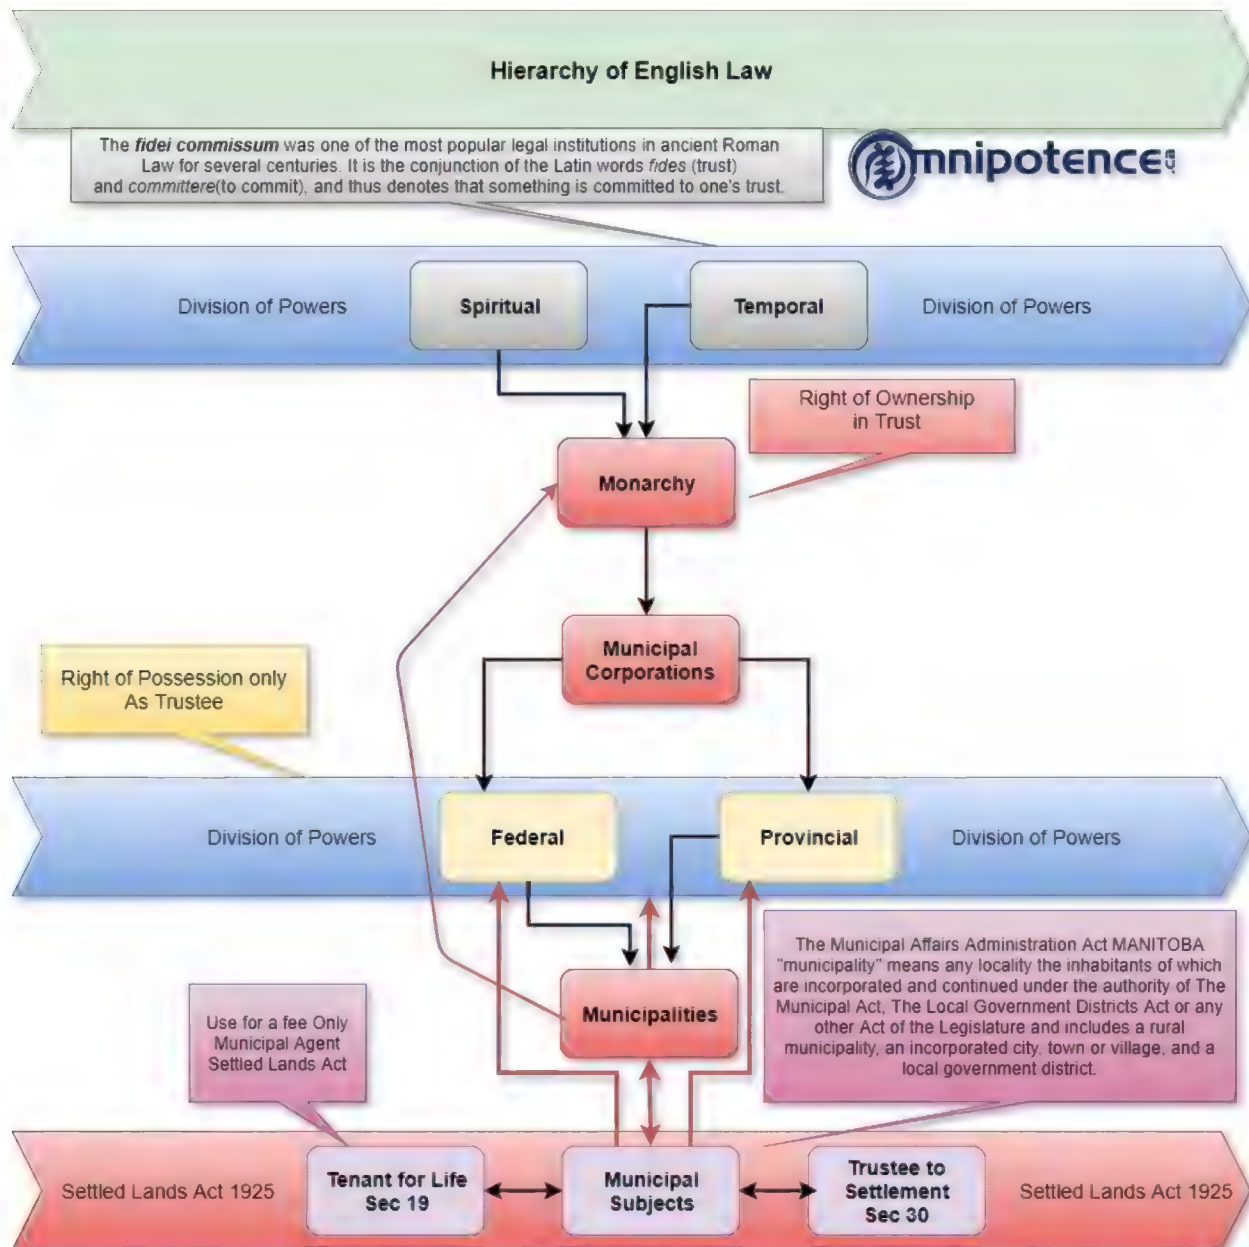 Hierarchy of English Law
The fidei commissum was one of the most popular legal institutions in ancient Roman
Law for several centuries. It is the conjunction of the Latin words fides (trust)
and committere(to commit), and thus denotes that something is committed to one's trust.
mnipotence
Division of Powers
Spiritual
Temporal
Division of Powers
Right of Ownership
in Trust
Monarchy
Municipal
Corporations
Right of Possession only
As Trustee
Division of Powers
Federal
Provincial
Division of Powers
The Municipal Affairs Administration Act MANITOBA
"municipality" means any locality the inhabitants of which
are incorporated and continued under the authority of The
Municipal Act, The Local Government Districts Act or any
other Act of the Legislature and includes a rural
municipality, an incorporated city, town or village, and a
local government district.
Municipalities
Use for a fee Only
Municipal Agent
Settled Lands Act
Settled Lands Act 1925
Tenant for Life
Sec 19
Municipal
Subjects
Trustee to
Settlement
Sec 30
Settled Lands Act 1925